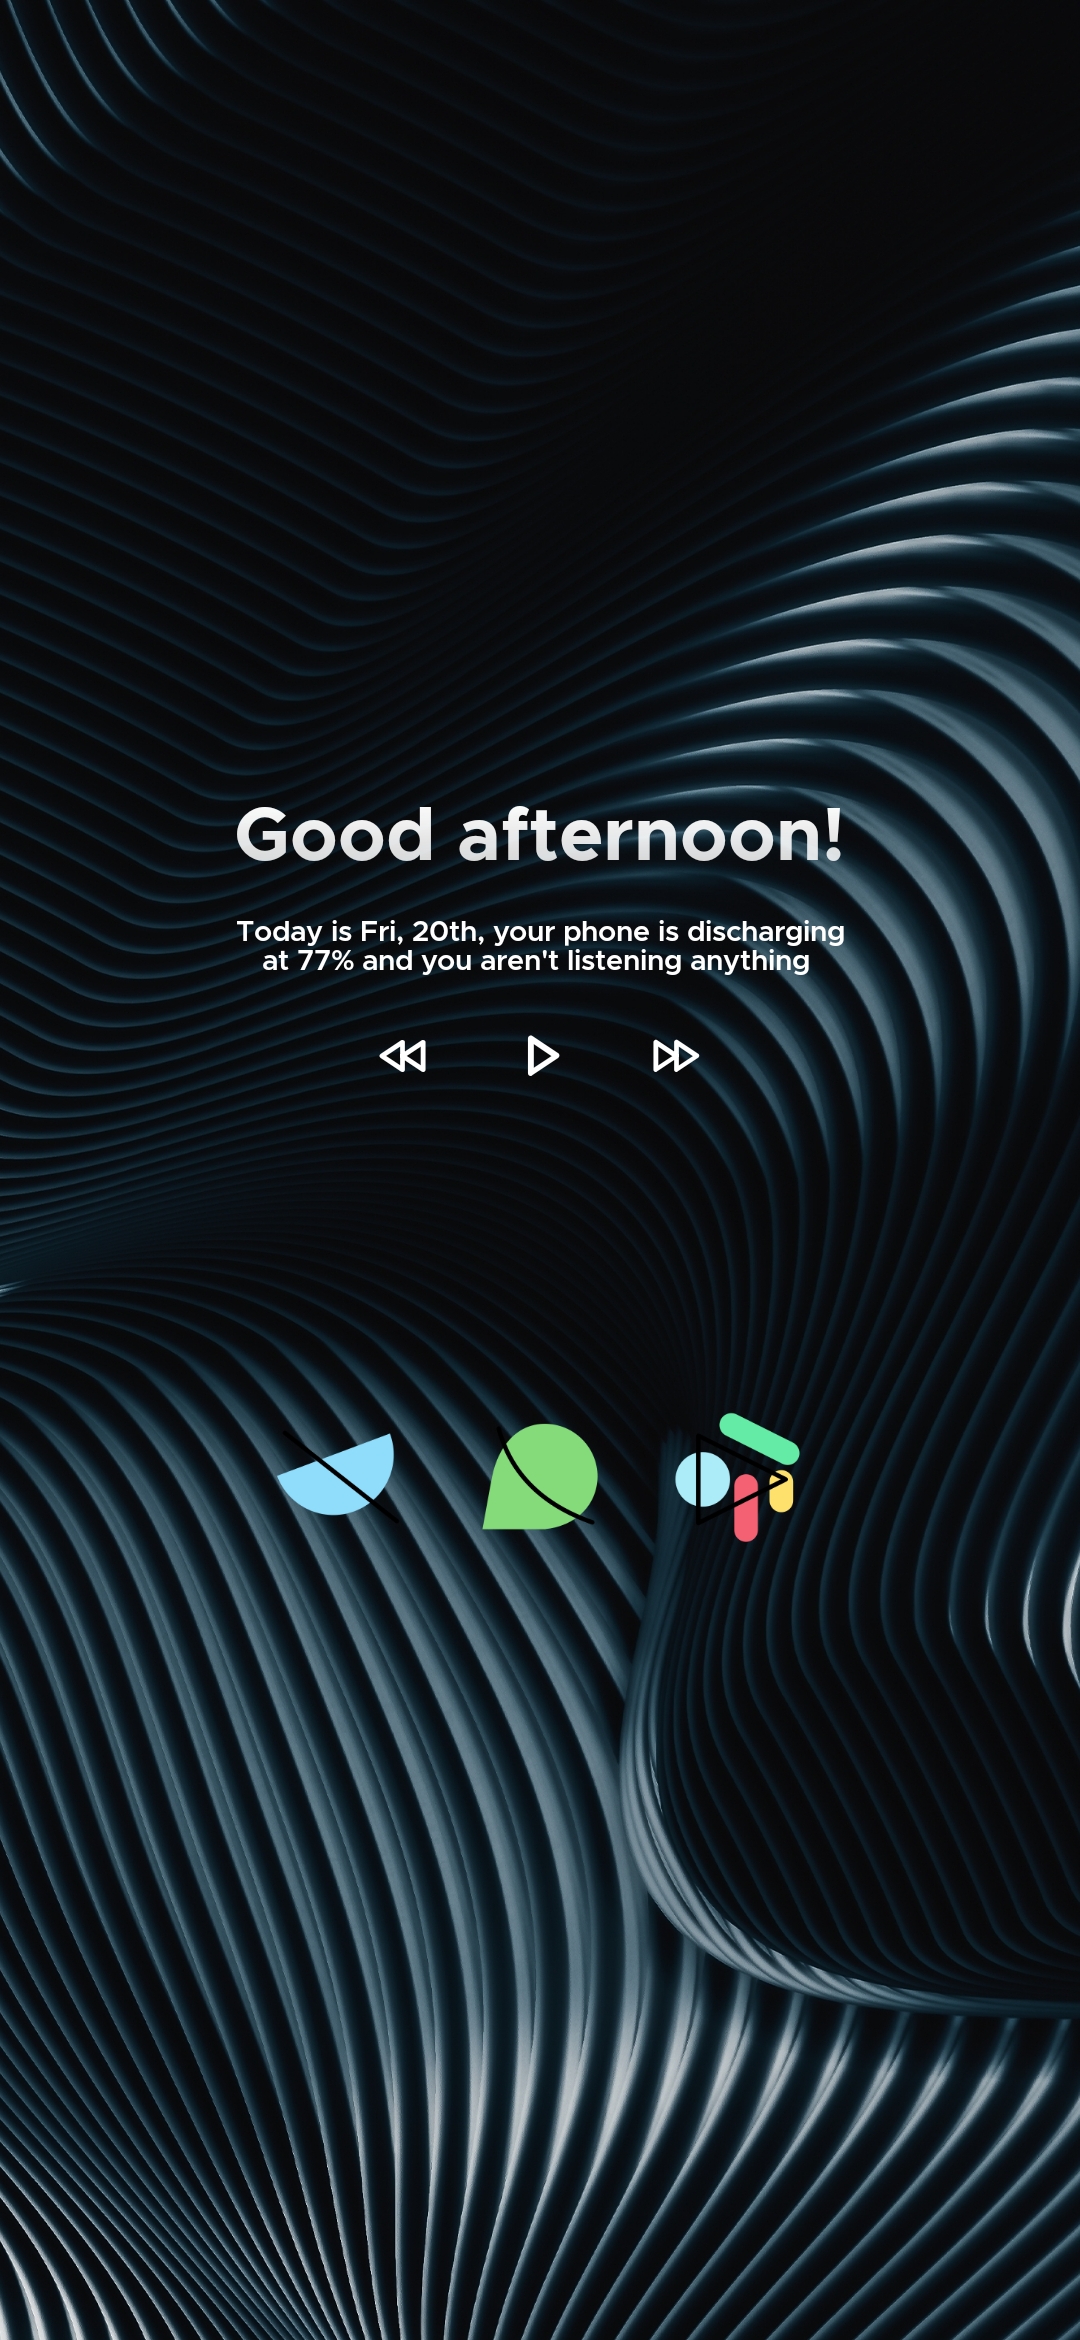 Good afternoon!
Today is Fri, 20th, your phone is discharging
at 77% and you aren't listening anything